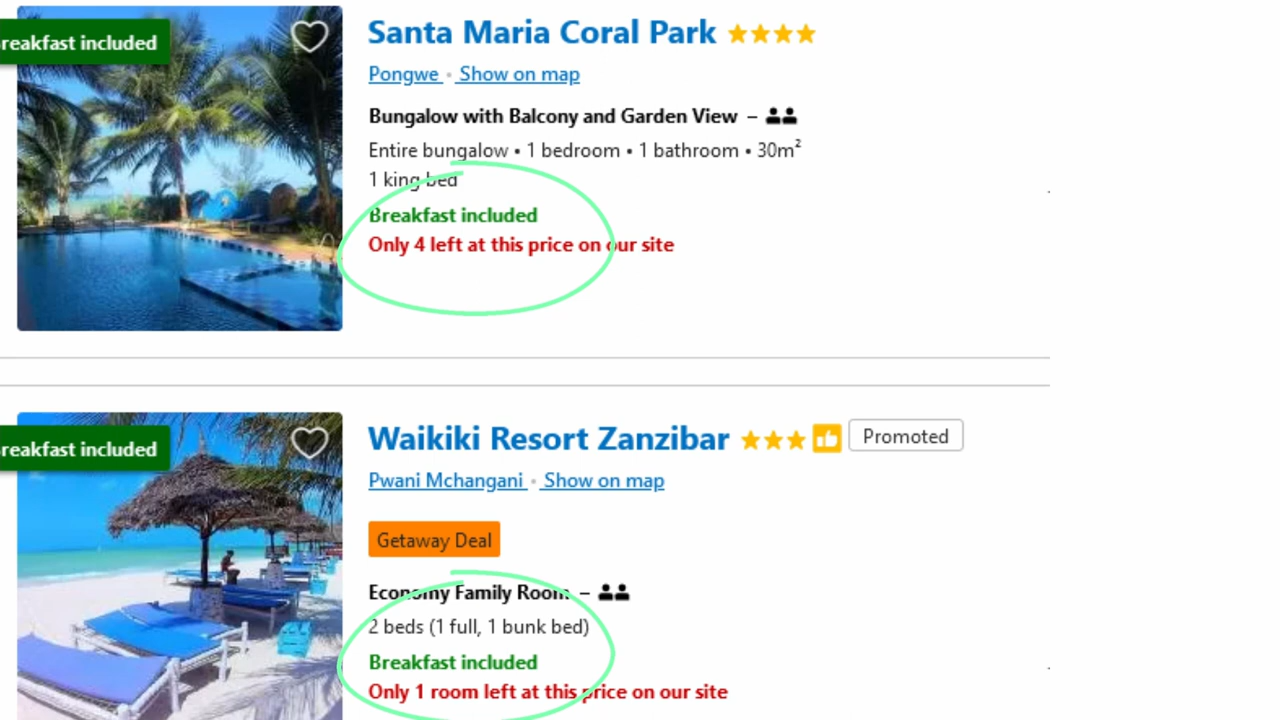 reakfast included
Santa Maria Coral Park
Pongwe • Show on map
Bungalow with Balcony and Garden View –
Entire bungalow • 1 bedroom • 1 bathroom • 30m²
1 king bed
Breakfast included
Only 4 left at this price on our site
reakfast included
Waikiki Resort Zanzibar Promoted
Pwani Mchangani • Show on map
Getaway Deal
Economy Family Room –
2 beds (1 full, 1 bunk bed)
Breakfast included
Only 1 room left at this price on our site